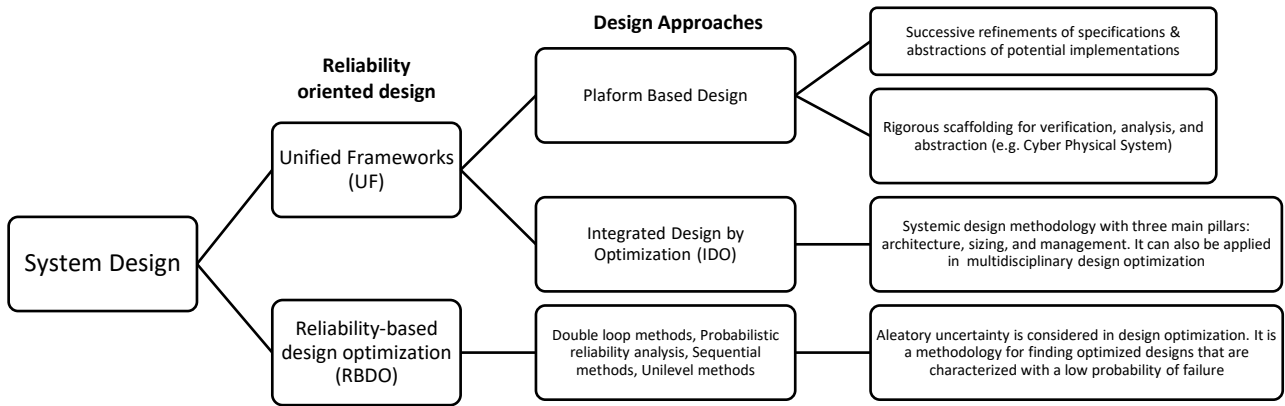 Design Approaches
Reliability
oriented design
System Design
Unified Frameworks
(UF)
Reliability-based
design optimization
(RBDO)
Plaform Based Design
Integrated Design by
Optimization (IDO)
Double loop methods, Probabilistic
reliability analysis, Sequential
methods, Unilevel methods
Successive refinements of specifications &
abstractions of potential implementations
Rigorous scaffolding for verification, analysis, and
abstraction (e.g. Cyber Physical System)
Systemic design methodology with three main pillars:
architecture, sizing, and management. It can also be applied
in multidisciplinary design optimization
Aleatory uncertainty is considered in design optimization. It is
a methodology for finding optimized designs that are
characterized with a low probability of failure